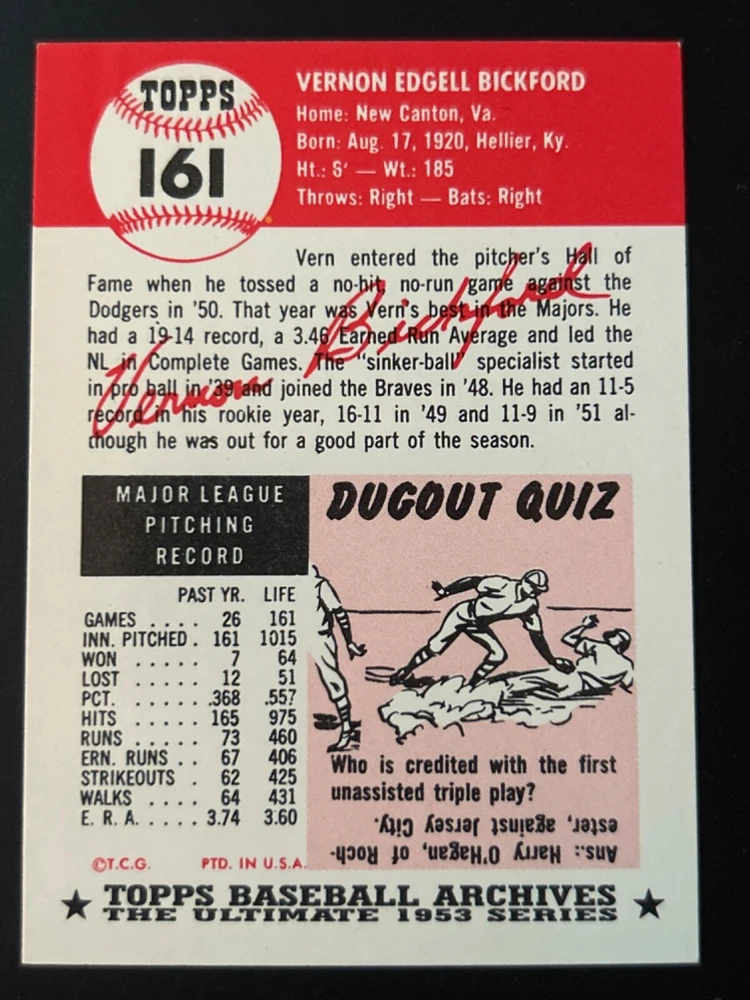 TOPPS
161
VERNON EDGELL BICKFORD
Home: New Canton, Va.
Born: Aug. 17, 1920, Hellier, Ky.
Ht.: 6' — Wt.: 185
Throws: Right — Bats: Right
Vern entered the pitcher's Hall of
Fame when he tossed a no-hit, no-run game against the
Dodgers in '50. That year was Vern's best in the Majors. He
had a 19-14 record, a 3.46 Earned Run Average and led the
NL in Complete Games. The "sinker-ball" specialist started
in pro ball in '39 and joined the Braves in '48. He had an 11-5
record in his rookie year, 16-11 in '49 and 11-9 in '51 al-
though he was out for a good part of the season.
Vernon Bickford
MAJOR LEAGUE
PITCHING
RECORD
PAST YR. LIFE
GAMES .... 26 161
INN. PITCHED . 161 1015
WON ..... 7 64
LOST ..... 12 51
PCT. ..... .368 .557
HITS ..... 165 975
RUNS ..... 73 460
ERN. RUNS .. 67 406
STRIKEOUTS . 62 425
WALKS .... 64 431
E. R. A. ..... 3.74 3.60
DUGOUT QUIZ
Who is credited with the first
unassisted triple play?
Ans.: Harry O'Hagen, of Roch-
ester, against Jersey City.
©T.C.G. PTD. IN U.S.A.
★ TOPPS BASEBALL ARCHIVES ★
THE ULTIMATE 1953 SERIES